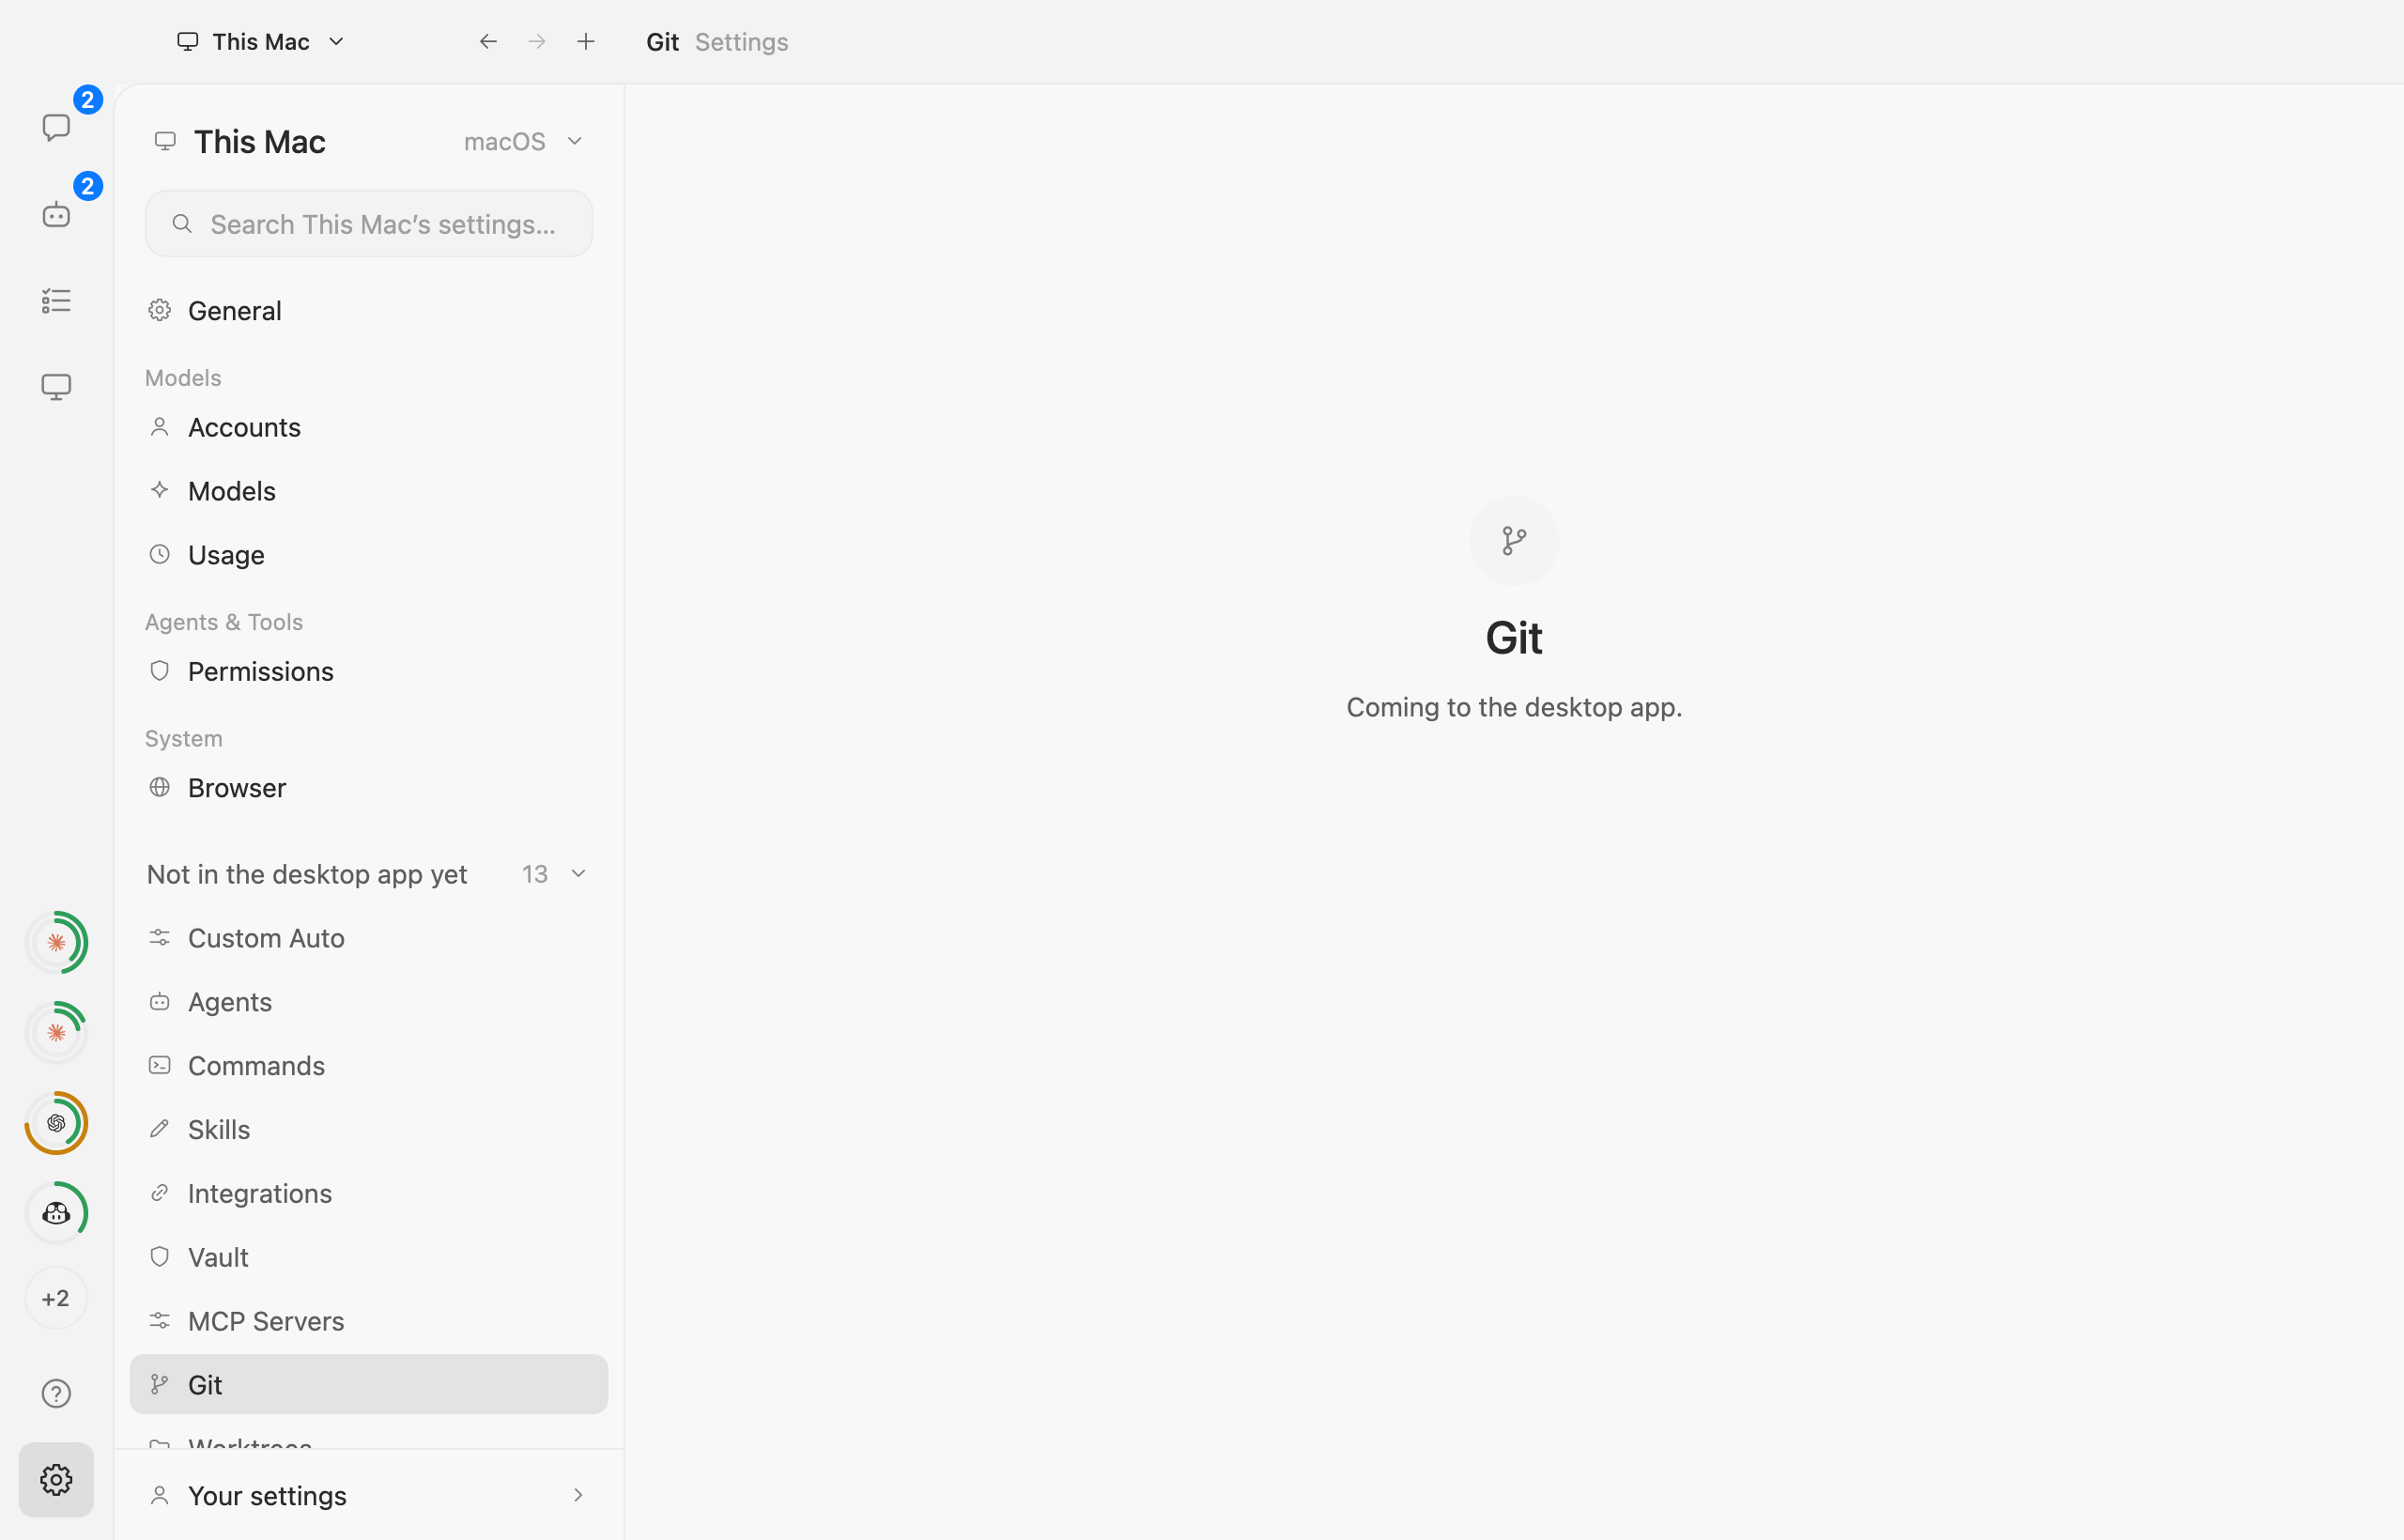 This Mac
Git Settings
2
2
This Mac macOS
Search This Mac’s settings...
General
Models
Accounts
Models
Usage
Agents & Tools
Permissions
System
Browser
Not in the desktop app yet 13
Custom Auto
Agents
Commands
Skills
Integrations
Vault
MCP Servers
Git
Worktrees
Your settings
+2
Git
Coming to the desktop app.